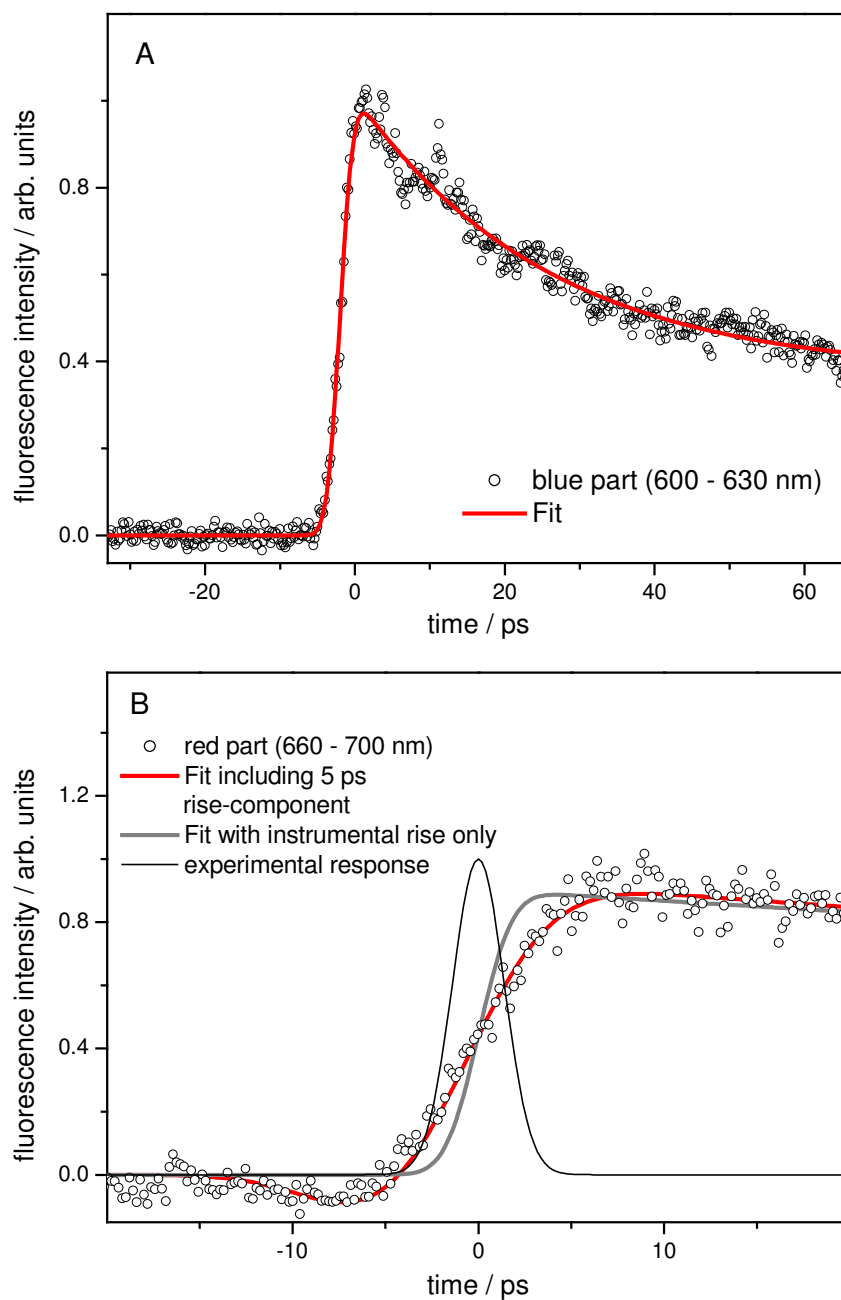 A
fluorescence intensity / arb. units
0.8
0.4
0.0
blue part (600 - 630 nm)
Fit
-20
0
20
40
60
time / ps
B
red part (660 - 700 nm)
Fit including 5 ps
rise-component
Fit with instrumental rise only
experimental response
fluorescence intensity / arb. units
1.2
0.8
0.4
0.0
-10
0
10
time / ps